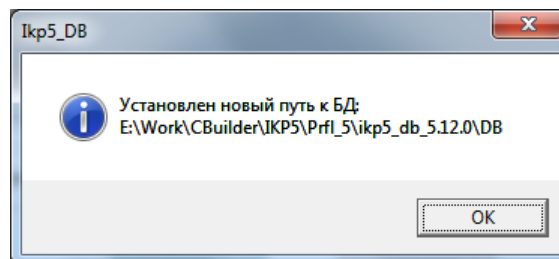 Ikp5_DB
Установлен новый путь к БД:
E:\Work\CBuilder\IKP5\Prfl_5\ikp5_db_5.12.0\DB
OK